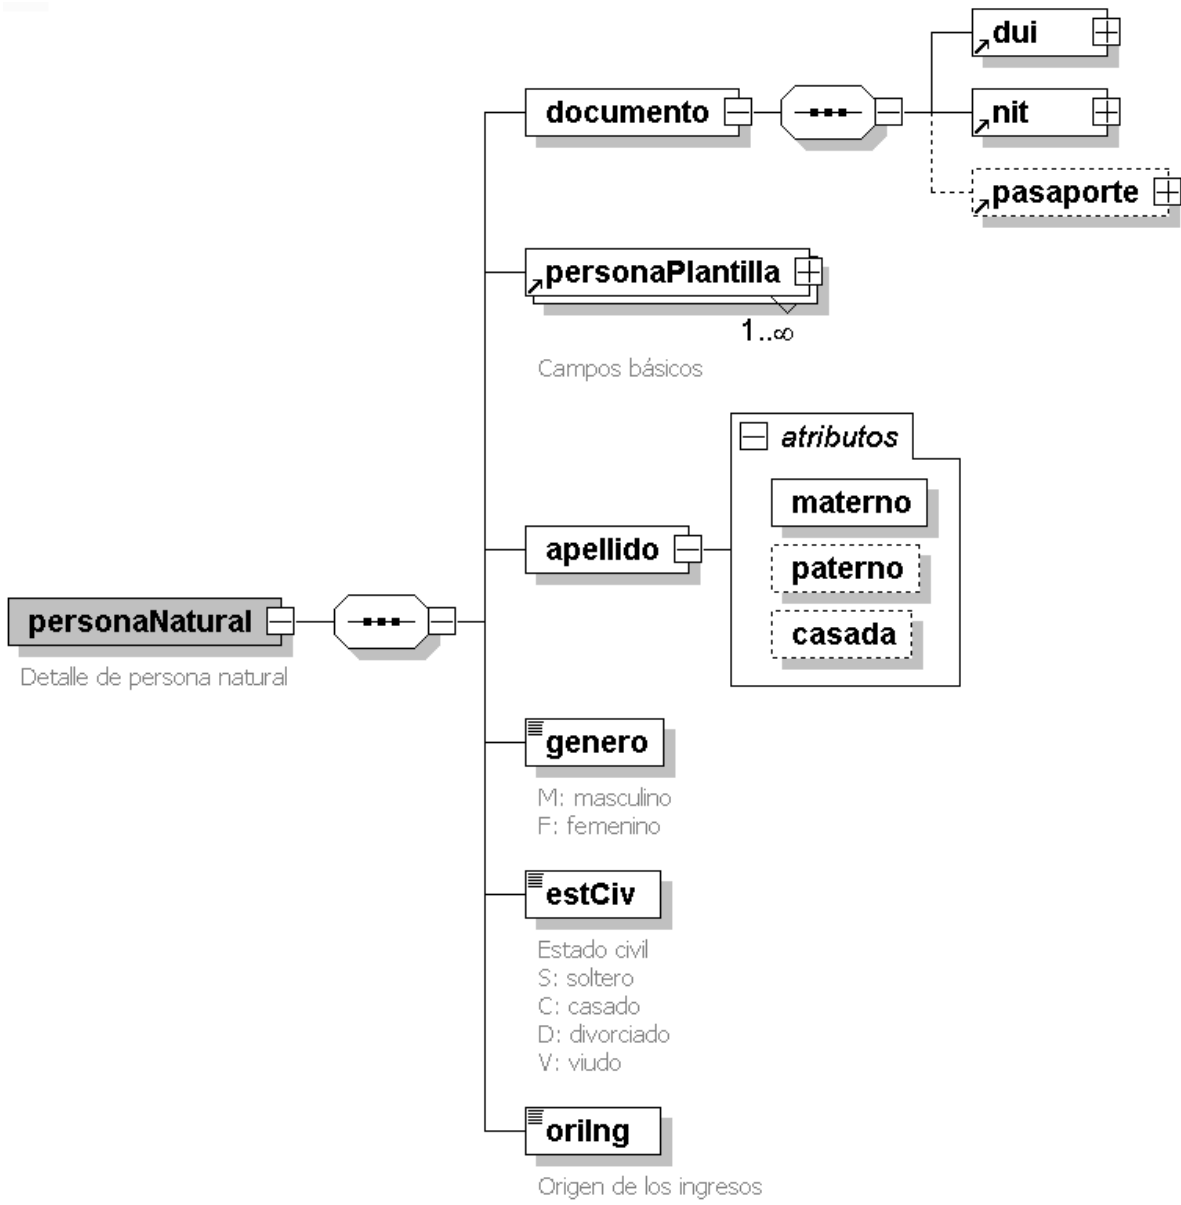 dui
documento
nit
pasaporte
personaPlantilla
1..∞
Campos básicos
atributos
materno
apellido
paterno
personaNatural
casada
Detalle de persona natural
genero
M: masculino
F: femenino
estCiv
Estado civil
S: soltero
C: casado
D: divorciado
V: viudo
oriIng
Origen de los ingresos